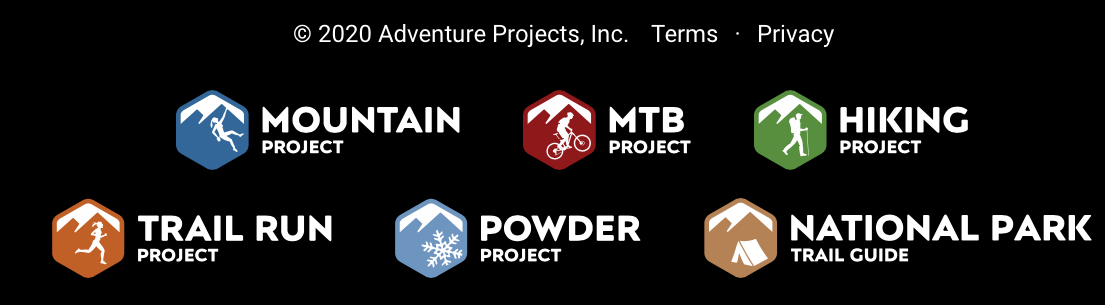 © 2020 Adventure Projects, Inc. Terms · Privacy
MOUNTAIN PROJECT
MTB PROJECT
HIKING PROJECT
TRAIL RUN PROJECT
POWDER PROJECT
NATIONAL PARK TRAIL GUIDE